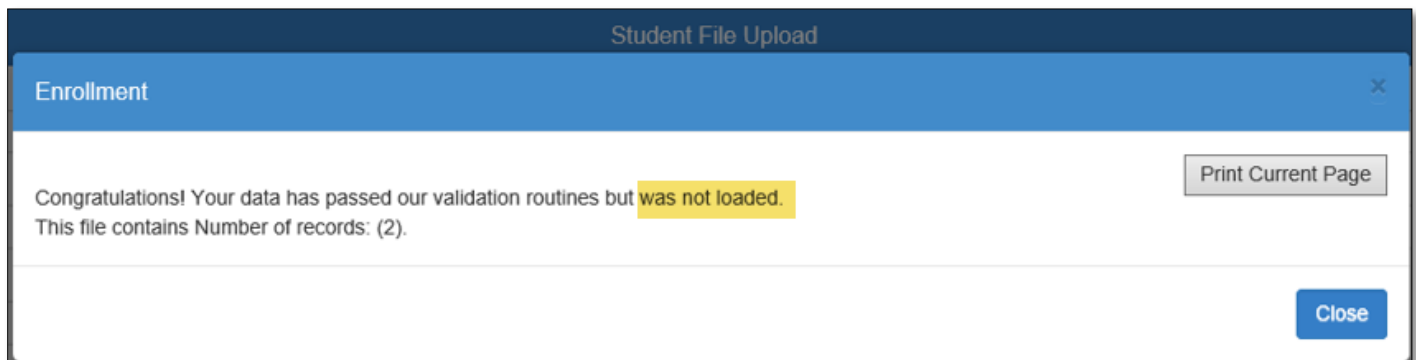 Student File Upload
Enrollment
×
Print Current Page
Congratulations! Your data has passed our validation routines but was not loaded.
This file contains Number of records: (2).
Close